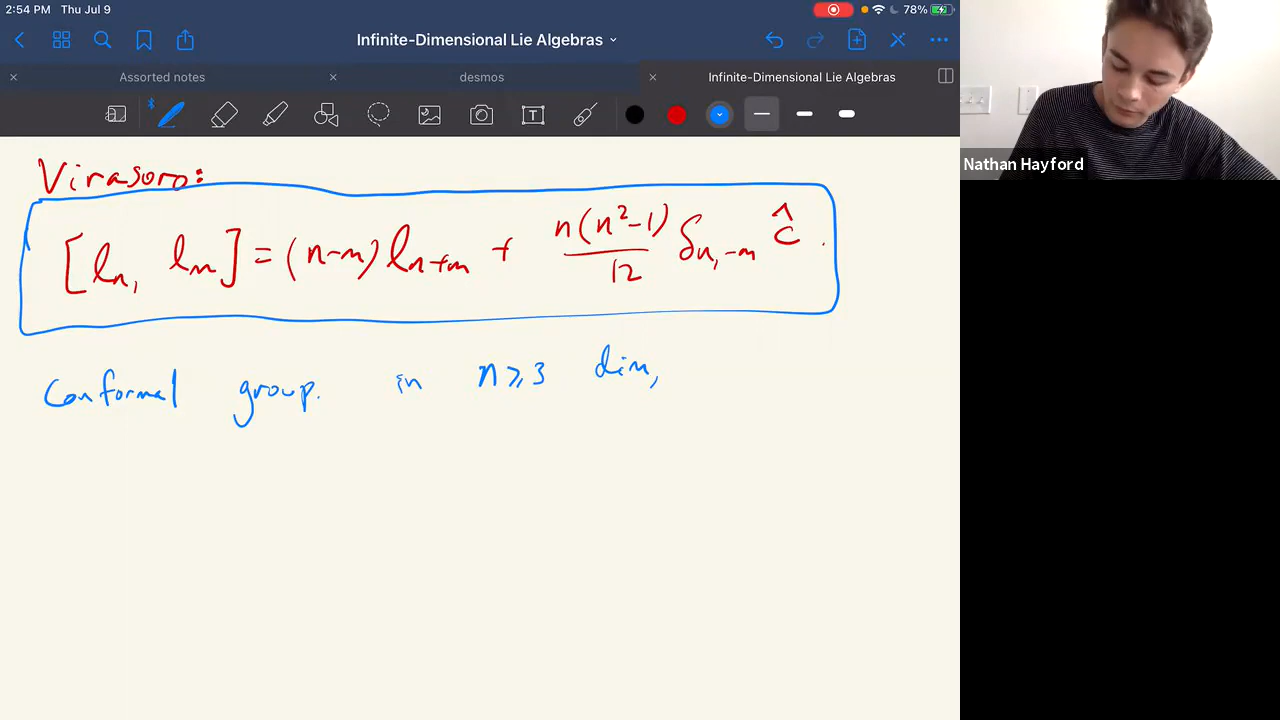 2:54 PM Thu Jul 9
78%
Infinite-Dimensional Lie Algebras
Assorted notes
desmos
Infinite-Dimensional Lie Algebras
T
Nathan Hayford
Virasoro:
[lₙ, lₘ] = (n-m) lₙ₊ₘ + n(n²-1)/12 δₙ,₋ₘ ĉ.
Conformal group. in n ⩾ 3 dim,